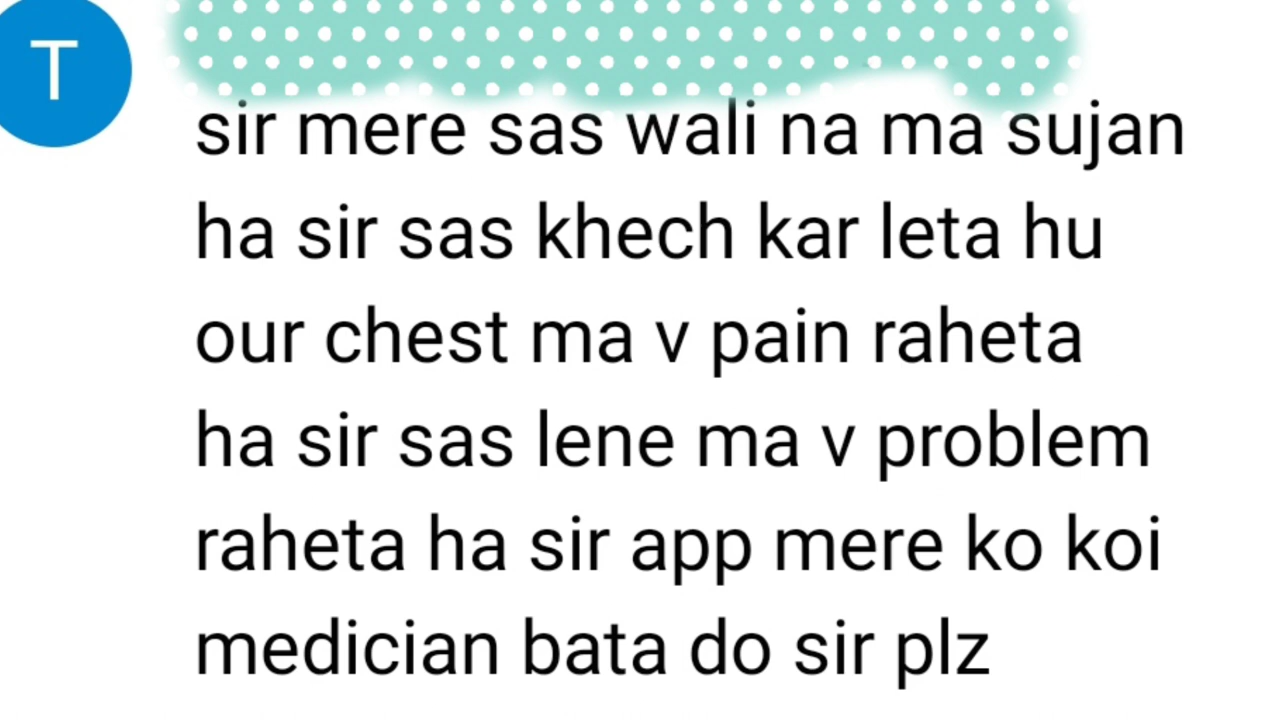 T
sir mere sas wali na ma sujan
ha sir sas khech kar leta hu
our chest ma v pain raheta
ha sir sas lene ma v problem
raheta ha sir app mere ko koi
medician bata do sir plz